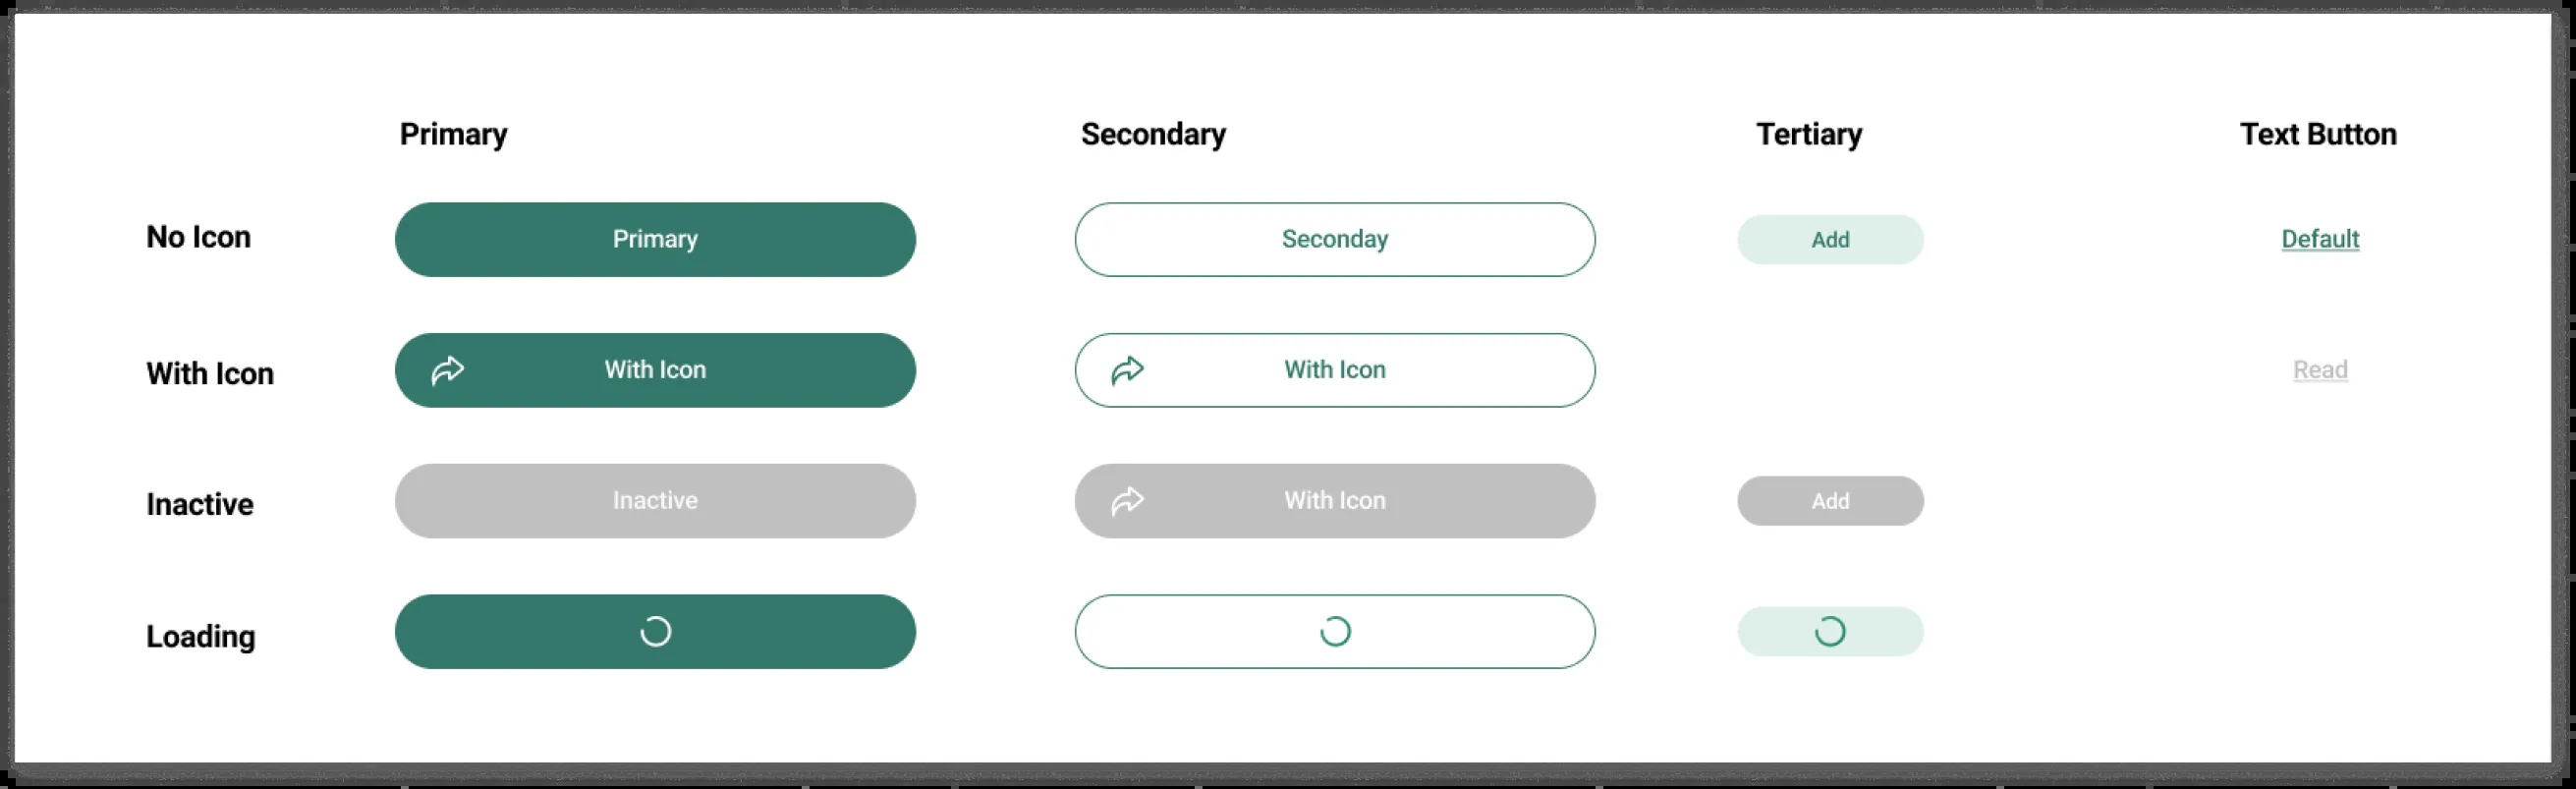 Primary Secondary Tertiary Text Button
No Icon Primary Seconday Add Default
With Icon With Icon With Icon Read
Inactive Inactive With Icon Add
Loading